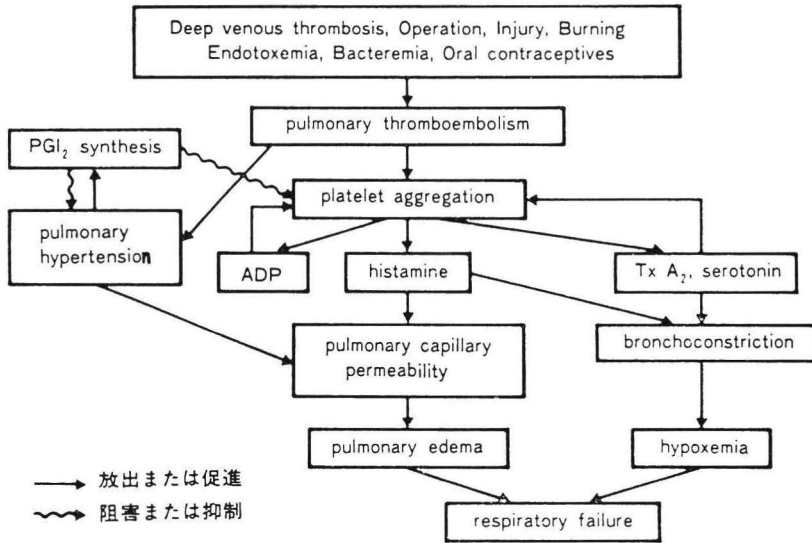 Deep venous thrombosis, Operation, Injury, Burning
Endotoxemia, Bacteremia, Oral contraceptives
pulmonary thromboembolism
PGI₂ synthesis
platelet aggregation
pulmonary
hypertension
ADP
histamine
Tx A₂, serotonin
pulmonary capillary
permeability
bronchoconstriction
pulmonary edema
hypoxemia
放出または促進
阻害または抑制
respiratory failure